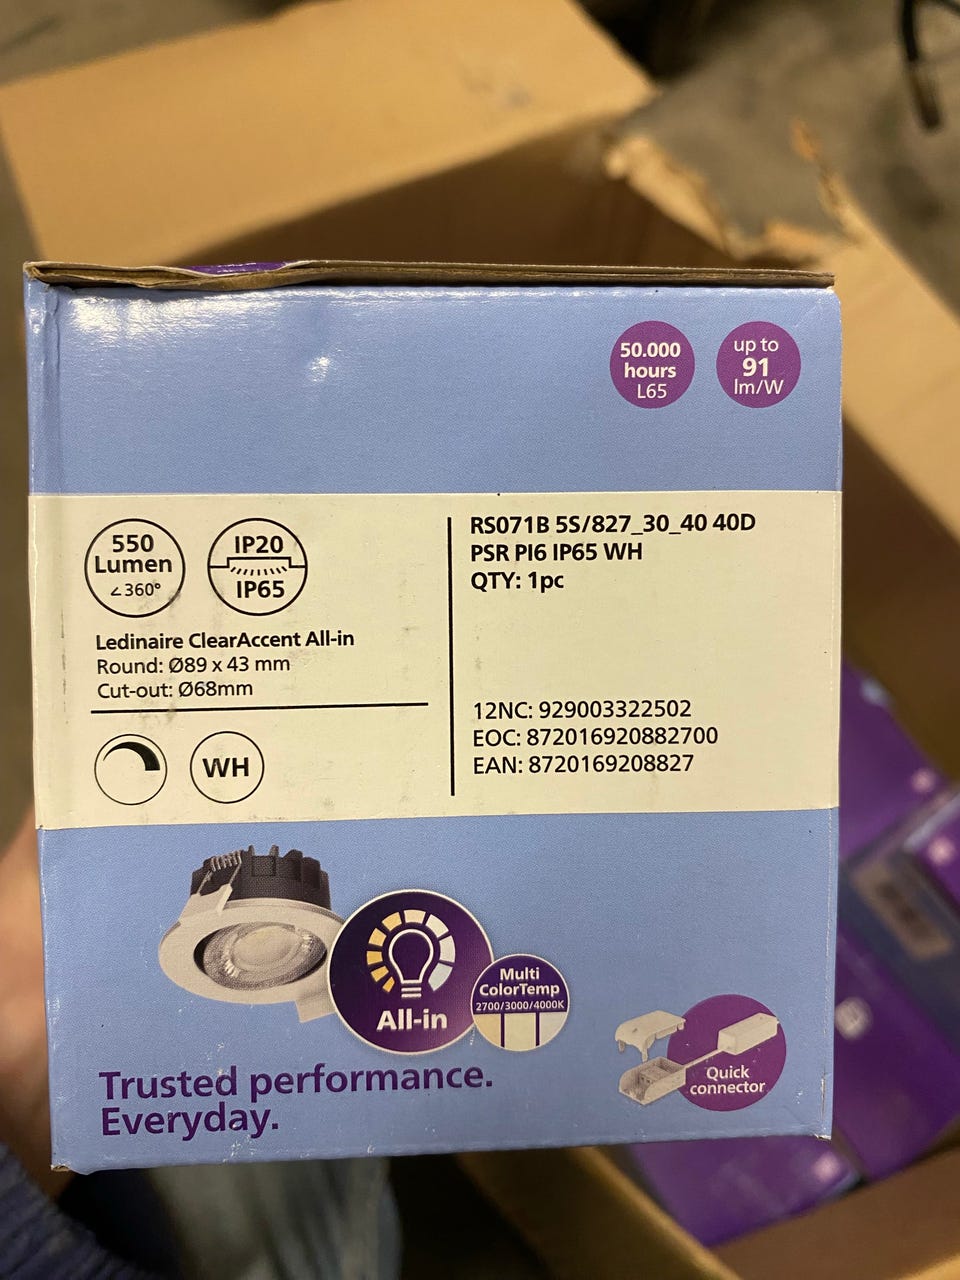 50.000
hours
L65
up to
91
lm/W
550
Lumen
∠360°
IP20
IP65
Ledinaire ClearAccent All-in
Round: Ø89 x 43 mm
Cut-out: Ø68mm
WH
RS071B 5S/827_30_40 40D
PSR PI6 IP65 WH
QTY: 1pc
12NC: 929003322502
EOC: 872016920882700
EAN: 8720169208827
All-in
Multi
ColorTemp
2700/3000/4000K
Quick
connector
Trusted performance.
Everyday.